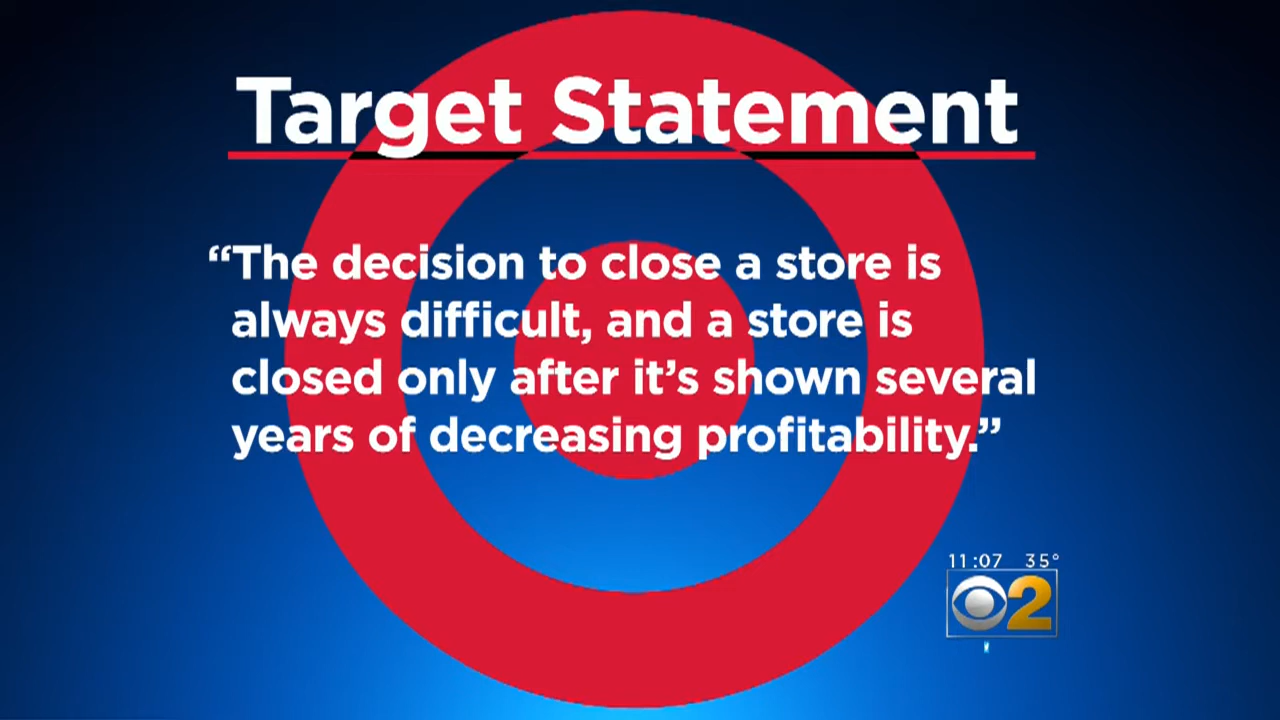 Target Statement
“The decision to close a store is
always difficult, and a store is
closed only after it’s shown several
years of decreasing profitability.”
11:07 35°
2